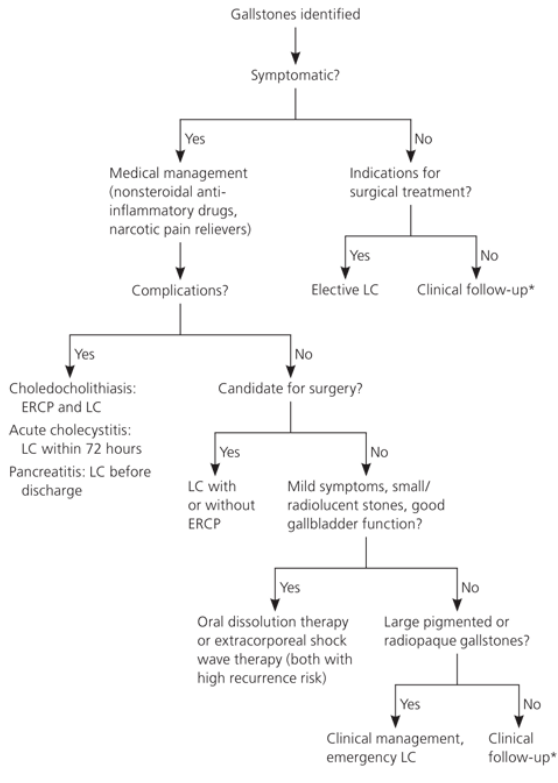 Gallstones identified
Symptomatic?
Yes
No
Medical management
(nonsteroidal anti-
inflammatory drugs,
narcotic pain relievers)
Indications for
surgical treatment?
Yes
No
Elective LC
Clinical follow-up*
Complications?
Yes
No
Choledocholithiasis:
ERCP and LC
Acute cholecystitis:
LC within 72 hours
Pancreatitis: LC before
discharge
Candidate for surgery?
Yes
No
LC with
or without
ERCP
Mild symptoms, small/
radiolucent stones, good
gallbladder function?
Yes
No
Oral dissolution therapy
or extracorporeal shock
wave therapy (both with
high recurrence risk)
Large pigmented or
radiopaque gallstones?
Yes
No
Clinical management,
emergency LC
Clinical
follow-up*